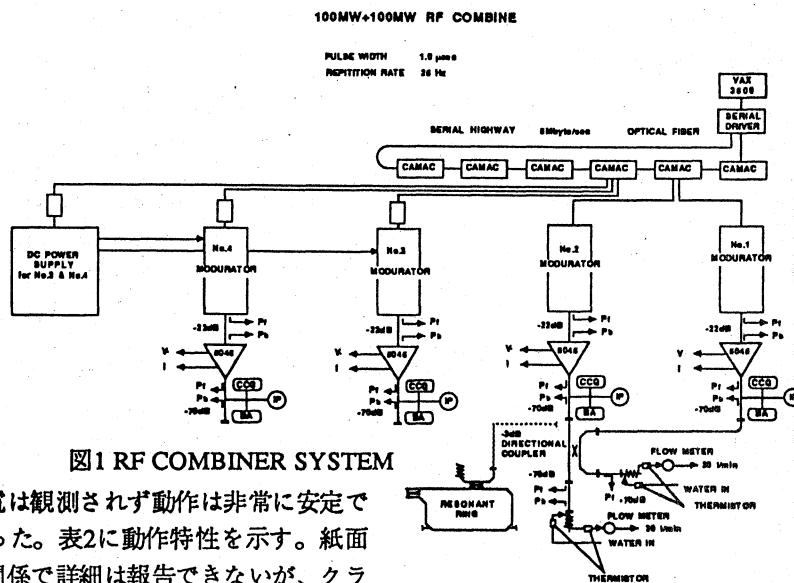 100MW+100MW RF COMBINE
PULSE WIDTH 1.0 μsec
REPITITION RATE 25 Hz
VAX
SERIAL
DRIVER
SERIAL HIGHWAY 5Mbyte/sec OPTICAL FIBER
CAMAC CAMAC CAMAC CAMAC CAMAC CAMAC
DC POWER
SUPPLY
for No.3 & No.4
No.4
MODURATOR
No.3
MODURATOR
No.2
MODURATOR
No.1
MODURATOR
-22dB Pf
Pb
-22dB Pf
Pb
-22dB Pf
Pb
-22dB Pf
Pb
V 5045
I
V 5045
I
V 5045
I
V 5045
I
Pf CCG
Pb IP
-70dB BA
Pf CCG
Pb IP
-70dB BA
Pf CCG
Pb IP
-70dB BA
Pf CCG
Pb IP
-70dB BA
-3dB
DIRECTIONAL
COUPLER
RESONANT
RING
-70dB
Pf
Pb
FLOW METER
20 l/min
Pf -70dB
WATER IN
THERMISTOR
FLOW METER
20 l/min
WATER IN
THERMISTOR
図1 RF COMBINER SYSTEM
は観測されず動作は非常に安定で
った。表2に動作特性を示す。紙面
関係で詳細は報告できないが、クラ